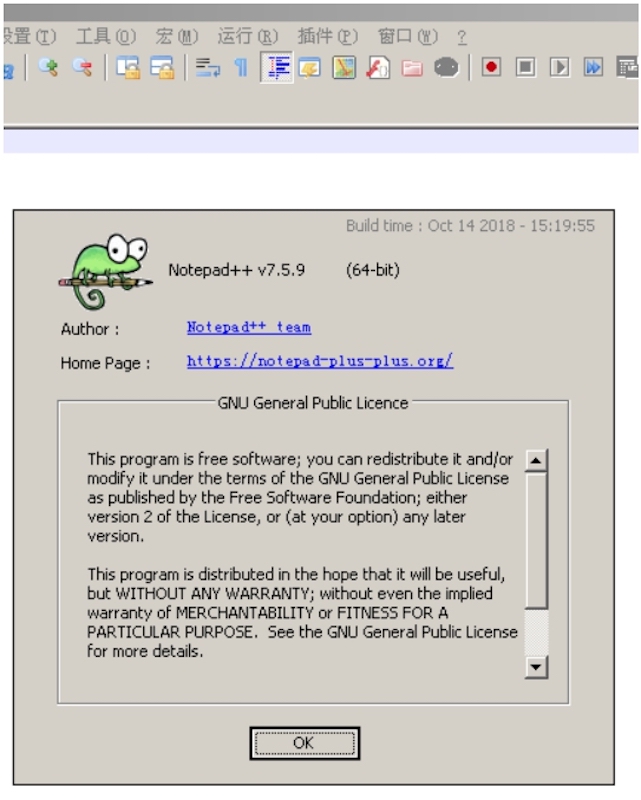 设置(T) 工具(O) 宏(M) 运行(R) 插件(P) 窗口(W) ?
Build time : Oct 14 2018 - 15:19:55
Notepad++ v7.5.9 (64-bit)
Author : Notepad++ team
Home Page : https://notepad-plus-plus.org/
GNU General Public Licence
This program is free software; you can redistribute it and/or
modify it under the terms of the GNU General Public License
as published by the Free Software Foundation; either
version 2 of the License, or (at your option) any later
version.
This program is distributed in the hope that it will be useful,
but WITHOUT ANY WARRANTY; without even the implied
warranty of MERCHANTABILITY or FITNESS FOR A
PARTICULAR PURPOSE. See the GNU General Public License
for more details.
OK